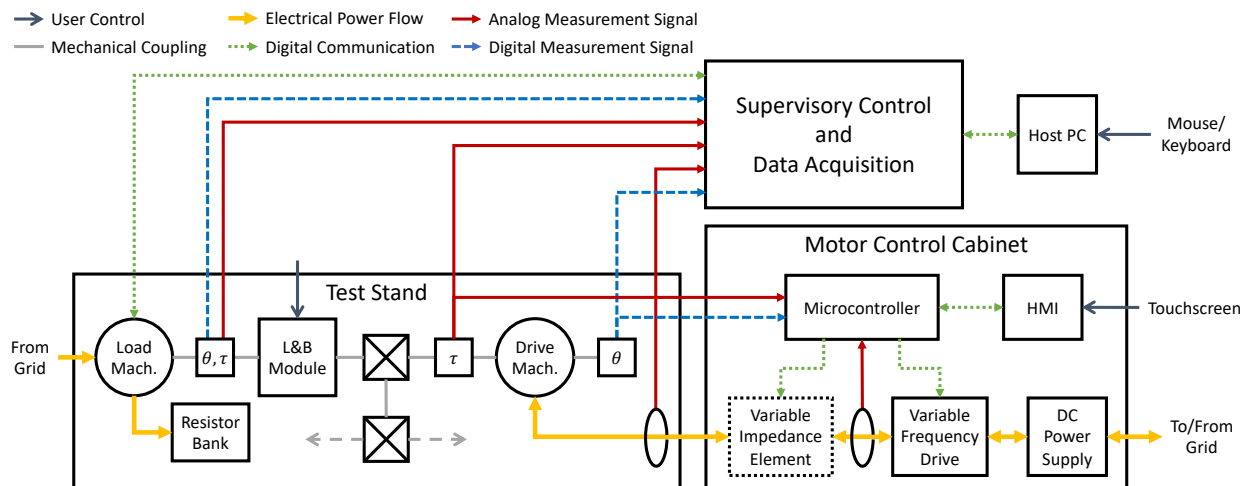 User Control
Electrical Power Flow
Analog Measurement Signal
Mechanical Coupling
Digital Communication
Digital Measurement Signal
Supervisory Control
and
Data Acquisition
Host PC
Mouse/
Keyboard
Motor Control Cabinet
Test Stand
Microcontroller
HMI
Touchscreen
From
Grid
Load
Mach.
θ, τ
L&B
Module
τ
Drive
Mach.
θ
Resistor
Bank
Variable
Impedance
Element
Variable
Frequency
Drive
DC
Power
Supply
To/From
Grid